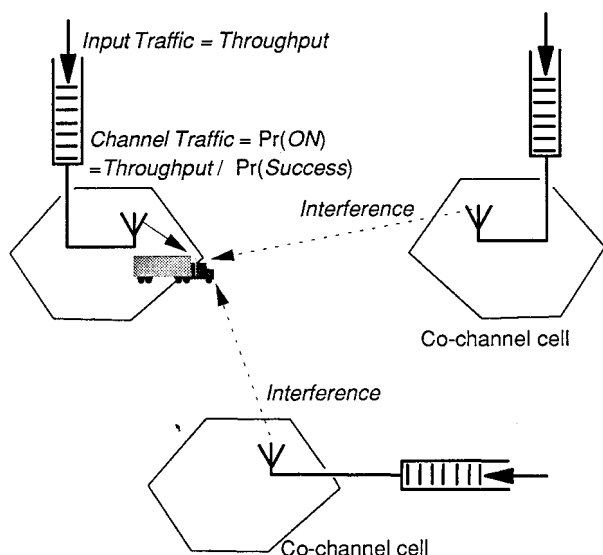 Input Traffic = Throughput
Channel Traffic = Pr(ON)
=Throughput / Pr(Success)
Interference
Co-channel cell
Interference
Co-channel cell